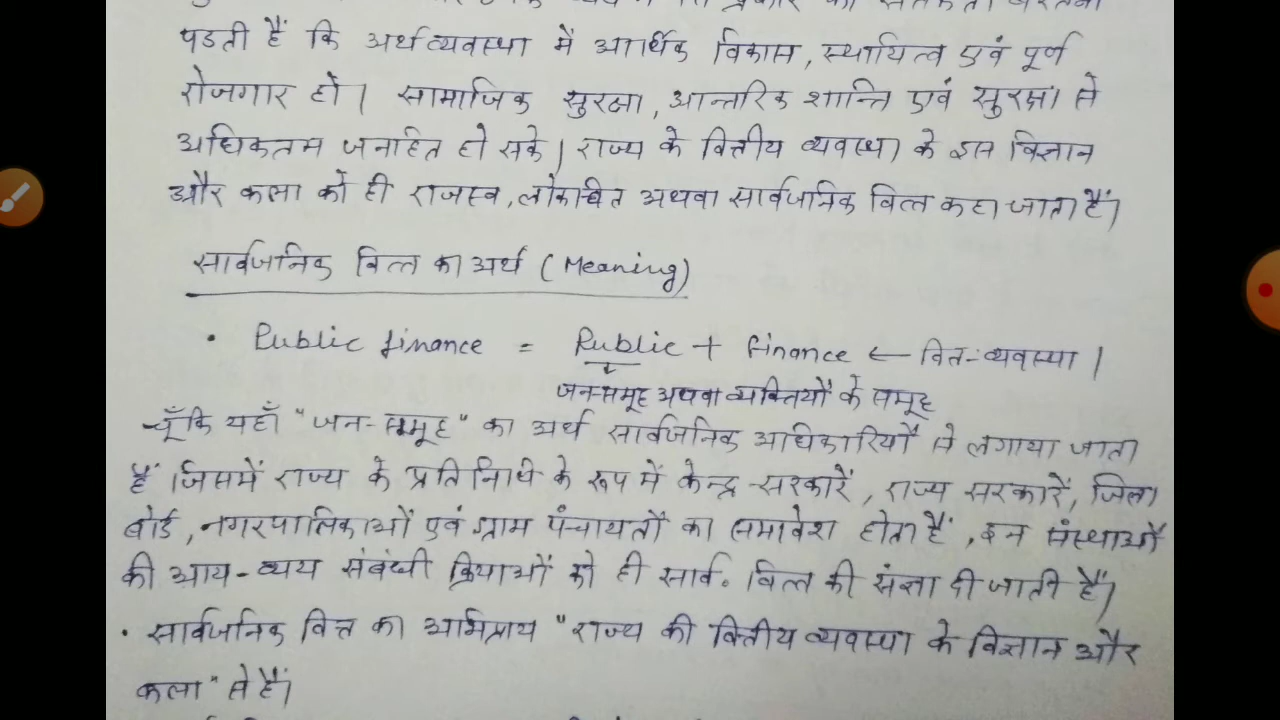 पडती हैं कि अर्थव्यवस्था में आर्थिक विकास, स्थायित्व एवं पूर्ण
रोजगार हो। सामाजिक सुरक्षा, आन्तरिक शान्ति एवं सुरक्षा से
अधिकतम जनहित हो सके। राज्य के वित्तीय व्यवस्था के इस विज्ञान
और कला को ही राजस्व, लोकवित अथवा सार्वजनिक वित्त कहा जाता हैं।
सार्वजनिक वित्त का अर्थ (Meaning)
• Public finance = Public + finance ← वित-व्यवस्था।
जन-समूह अथवा व्यक्तियों के समूह
चूँकि यहाँ "जन-समूह" का अर्थ सार्वजनिक अधिकारियों से लगाया जाता
हैं जिसमें राज्य के प्रतिनिधि के रूप में केन्द्र सरकारें, राज्य सरकारें, जिला
बोर्ड, नगरपालिकाओं एवं ग्राम पंचायतों का समावेश होता हैं, इन संस्थाओं
की आय-व्यय संबंधी क्रियाओं को ही सार्व. वित्त की संज्ञा दी जाती हैं।
• सार्वजनिक वित्त का अभिप्राय "राज्य की वित्तीय व्यवस्था के विज्ञान और
कला" से हैं।